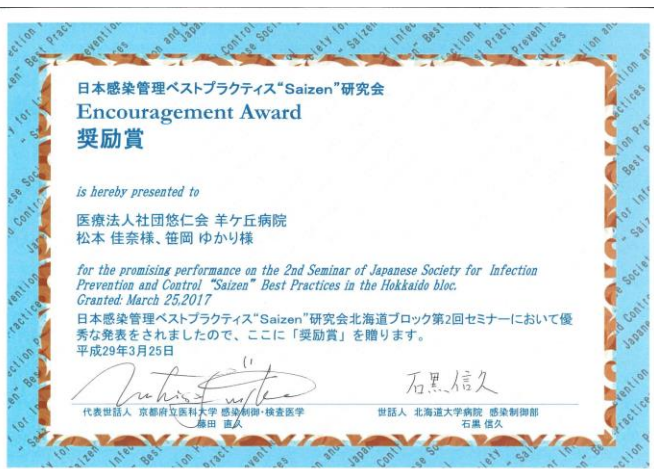 日本感染管理ベストプラクティス“Saizen”研究会
Encouragement Award
奨励賞
is hereby presented to
医療法人社団悠仁会 羊ケ丘病院
松本 佳奈様、笹岡 ゆかり様
for the promising performance on the 2nd Seminar of Japanese Society for Infection
Prevention and Control “Saizen” Best Practices in the Hokkaido bloc.
Granted: March 25,2017
日本感染管理ベストプラクティス“Saizen”研究会北海道ブロック第2回セミナーにおいて優
秀な発表をされましたので、ここに「奨励賞」を贈ります。
平成29年3月25日
石黒信久
代表世話人 京都府立医科大学 感染制御・検査医学
藤田 直久
世話人 北海道大学病院 感染制御部
石黒 信久